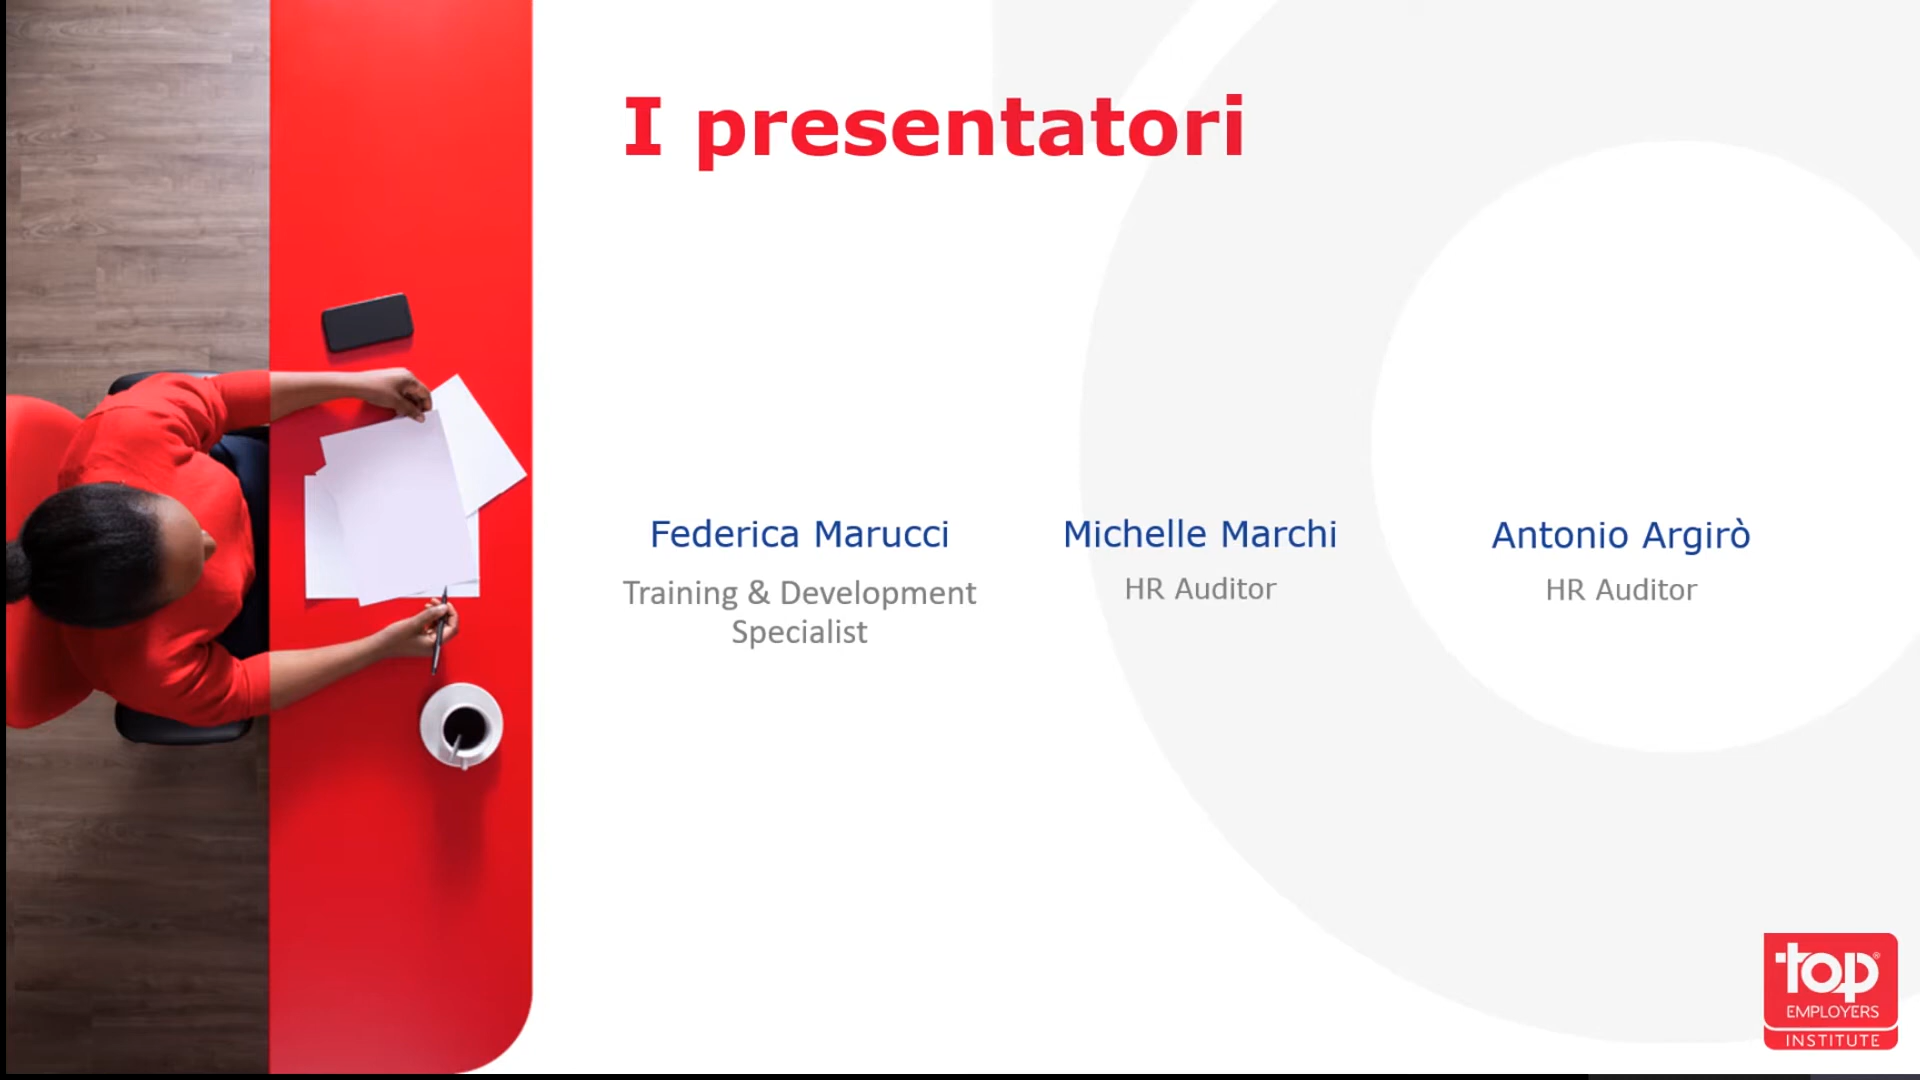 I presentatori
Federica Marucci
Training & Development
Specialist
Michelle Marchi
HR Auditor
Antonio Argirò
HR Auditor
top®
EMPLOYERS
INSTITUTE